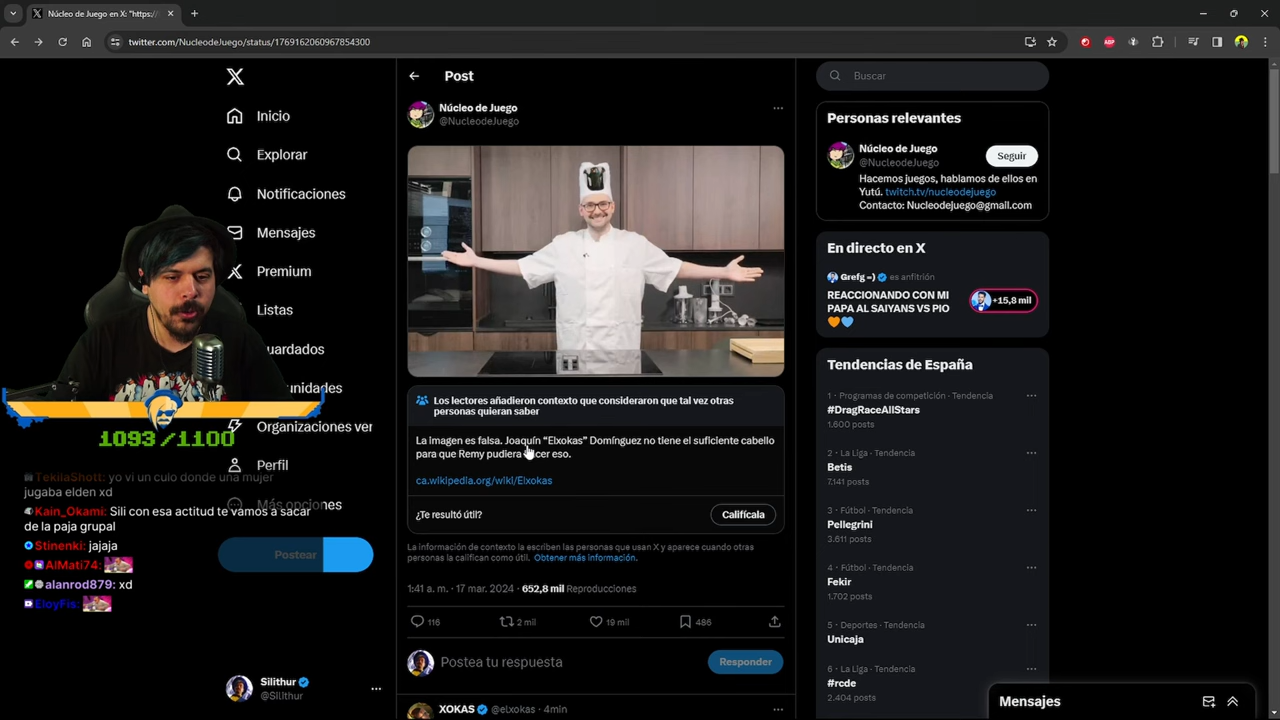 Núcleo de Juego en X: "https://
twitter.com/NucleodeJuego/status/1769162060967854300
ABP
Inicio
Explorar
Notificaciones
Mensajes
Premium
Listas
uardados
unidades
Organizaciones ver
Perfil
Más opciones
Postear
Silithur
@Silithur
1093/1100
TekilaShott: yo vi un culo donde una mujer
jugaba elden xd
Kain_Okami: Sili con esa actitud te vamos a sacar
de la paja grupal
Stinenki: jajaja
AlMati74:
alanrod879: xd
EloyFis:
Post
Núcleo de Juego
@NucleodeJuego
Los lectores añadieron contexto que consideraron que tal vez otras
personas quieran saber
La imagen es falsa. Joaquín "Elxokas" Domínguez no tiene el suficiente cabello
para que Remy pudiera hacer eso.
ca.wikipedia.org/wiki/Elxokas
¿Te resultó útil?
Califícala
La información de contexto la escriben las personas que usan X y aparece cuando otras
personas la califican como útil. Obtener más información.
1:41 a. m. · 17 mar. 2024 · 652,8 mil Reproducciones
116
2 mil
19 mil
486
Postea tu respuesta
Responder
XOKAS @elxokas · 4min
Buscar
Personas relevantes
Núcleo de Juego
@NucleodeJuego
Seguir
Hacemos juegos, hablamos de ellos en
Yutú. twitch.tv/nucleodejuego
Contacto: Nucleodejuego@gmail.com
En directo en X
Grefg =) es anfitrión
REACCIONANDO CON MI
PAPA AL SAIYANS VS PIO
+15,8 mil
Tendencias de España
1 · Programas de competición · Tendencia
#DragRaceAllStars
1.600 posts
2 · La Liga · Tendencia
Betis
7.141 posts
3 · Fútbol · Tendencia
Pellegrini
3.611 posts
4 · Fútbol · Tendencia
Fekir
1.702 posts
5 · Deportes · Tendencia
Unicaja
6 · La Liga · Tendencia
#rcde
2.404 posts
Mensajes